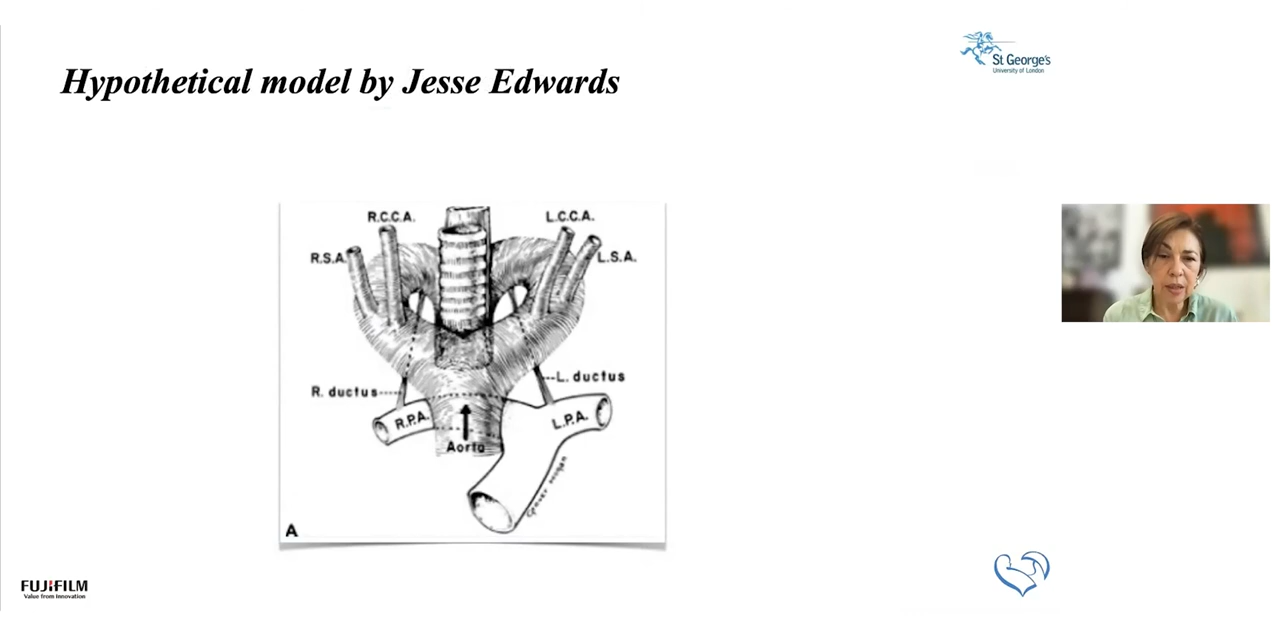 Hypothetical model by Jesse Edwards
St George's
University of London
R.C.C.A.
L.C.C.A.
R.S.A.
L.S.A.
R. ductus
L. ductus
R.P.A.
L.P.A.
Aorta
A
FUJIFILM
Value from Innovation